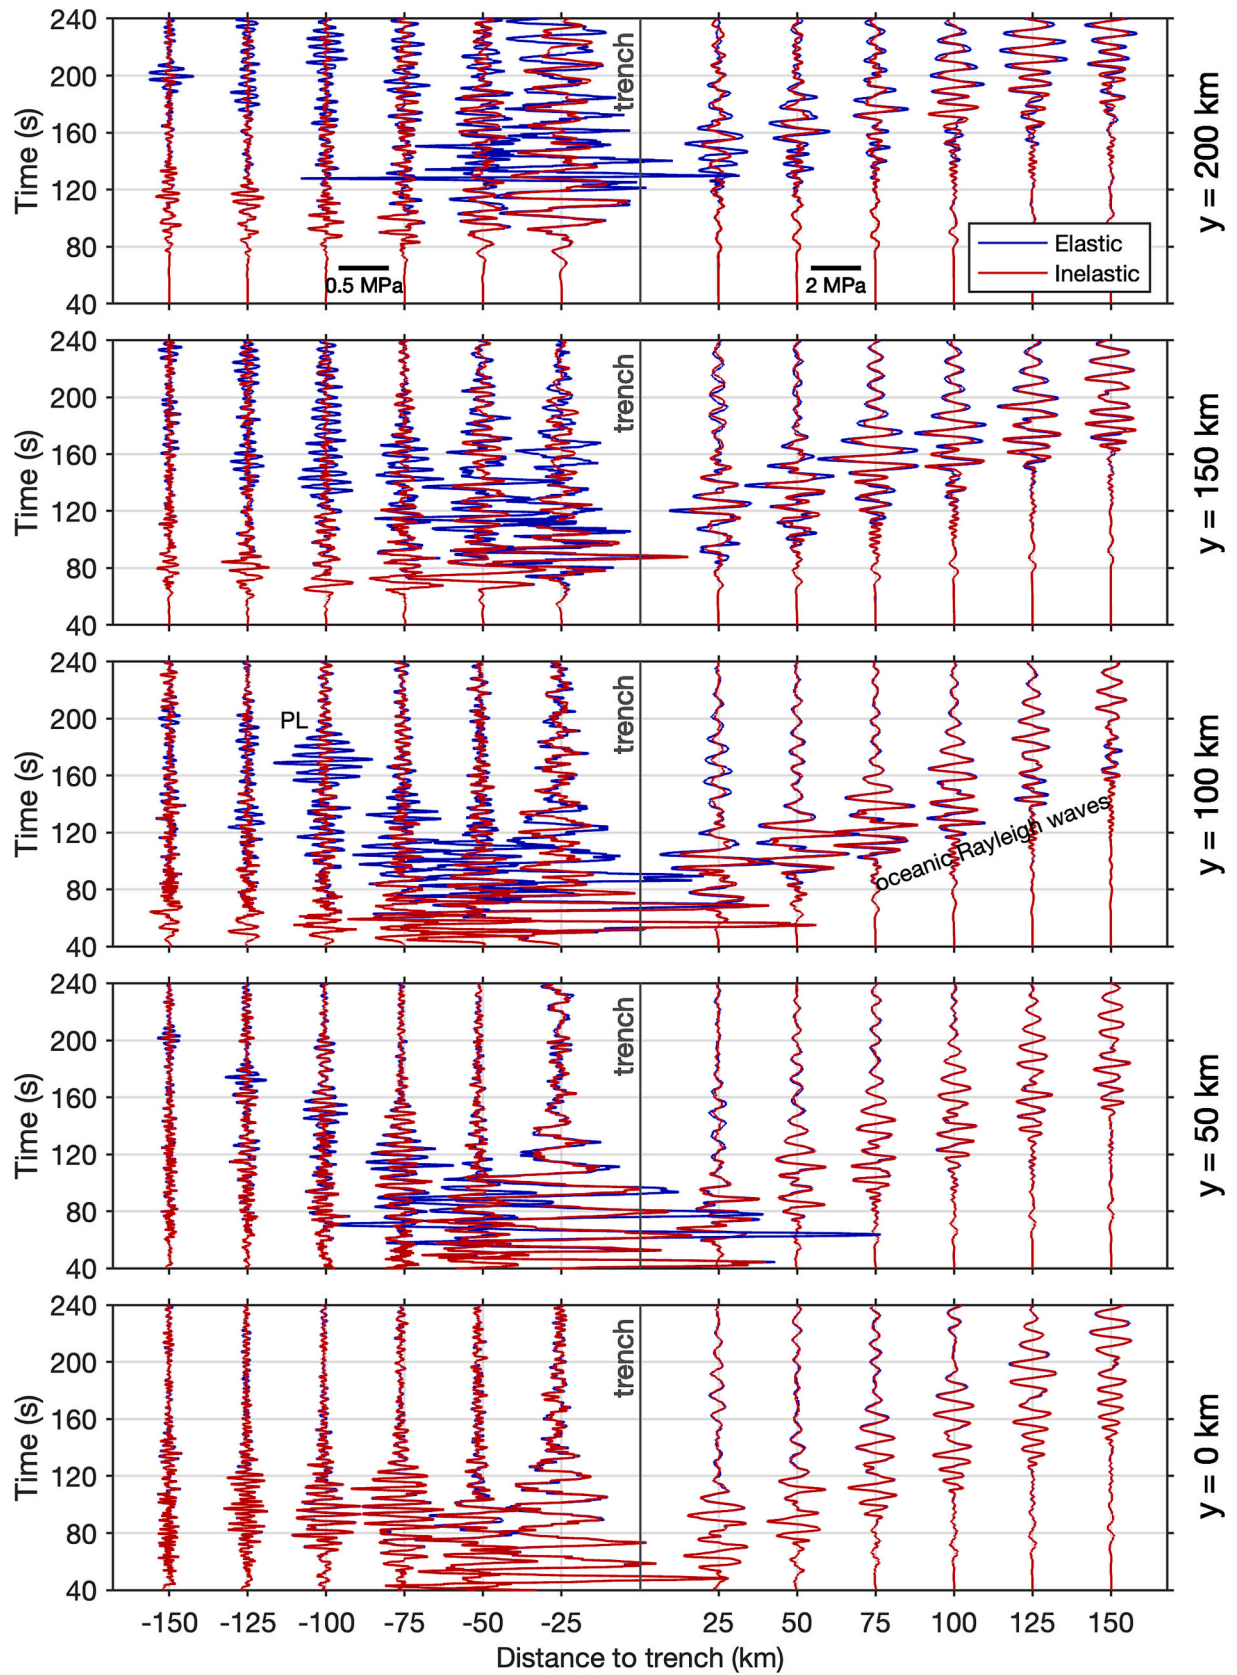 240
200
160
120
80
40
Time (s)
trench
0.5 MPa
2 MPa
Elastic
Inelastic
y = 200 km
240
200
160
120
80
40
Time (s)
trench
y = 150 km
240
200
160
120
80
40
Time (s)
PL
trench
oceanic Rayleigh waves
y = 100 km
240
200
160
120
80
40
Time (s)
trench
y = 50 km
240
200
160
120
80
40
Time (s)
trench
y = 0 km
-150 -125 -100 -75 -50 -25 25 50 75 100 125 150
Distance to trench (km)